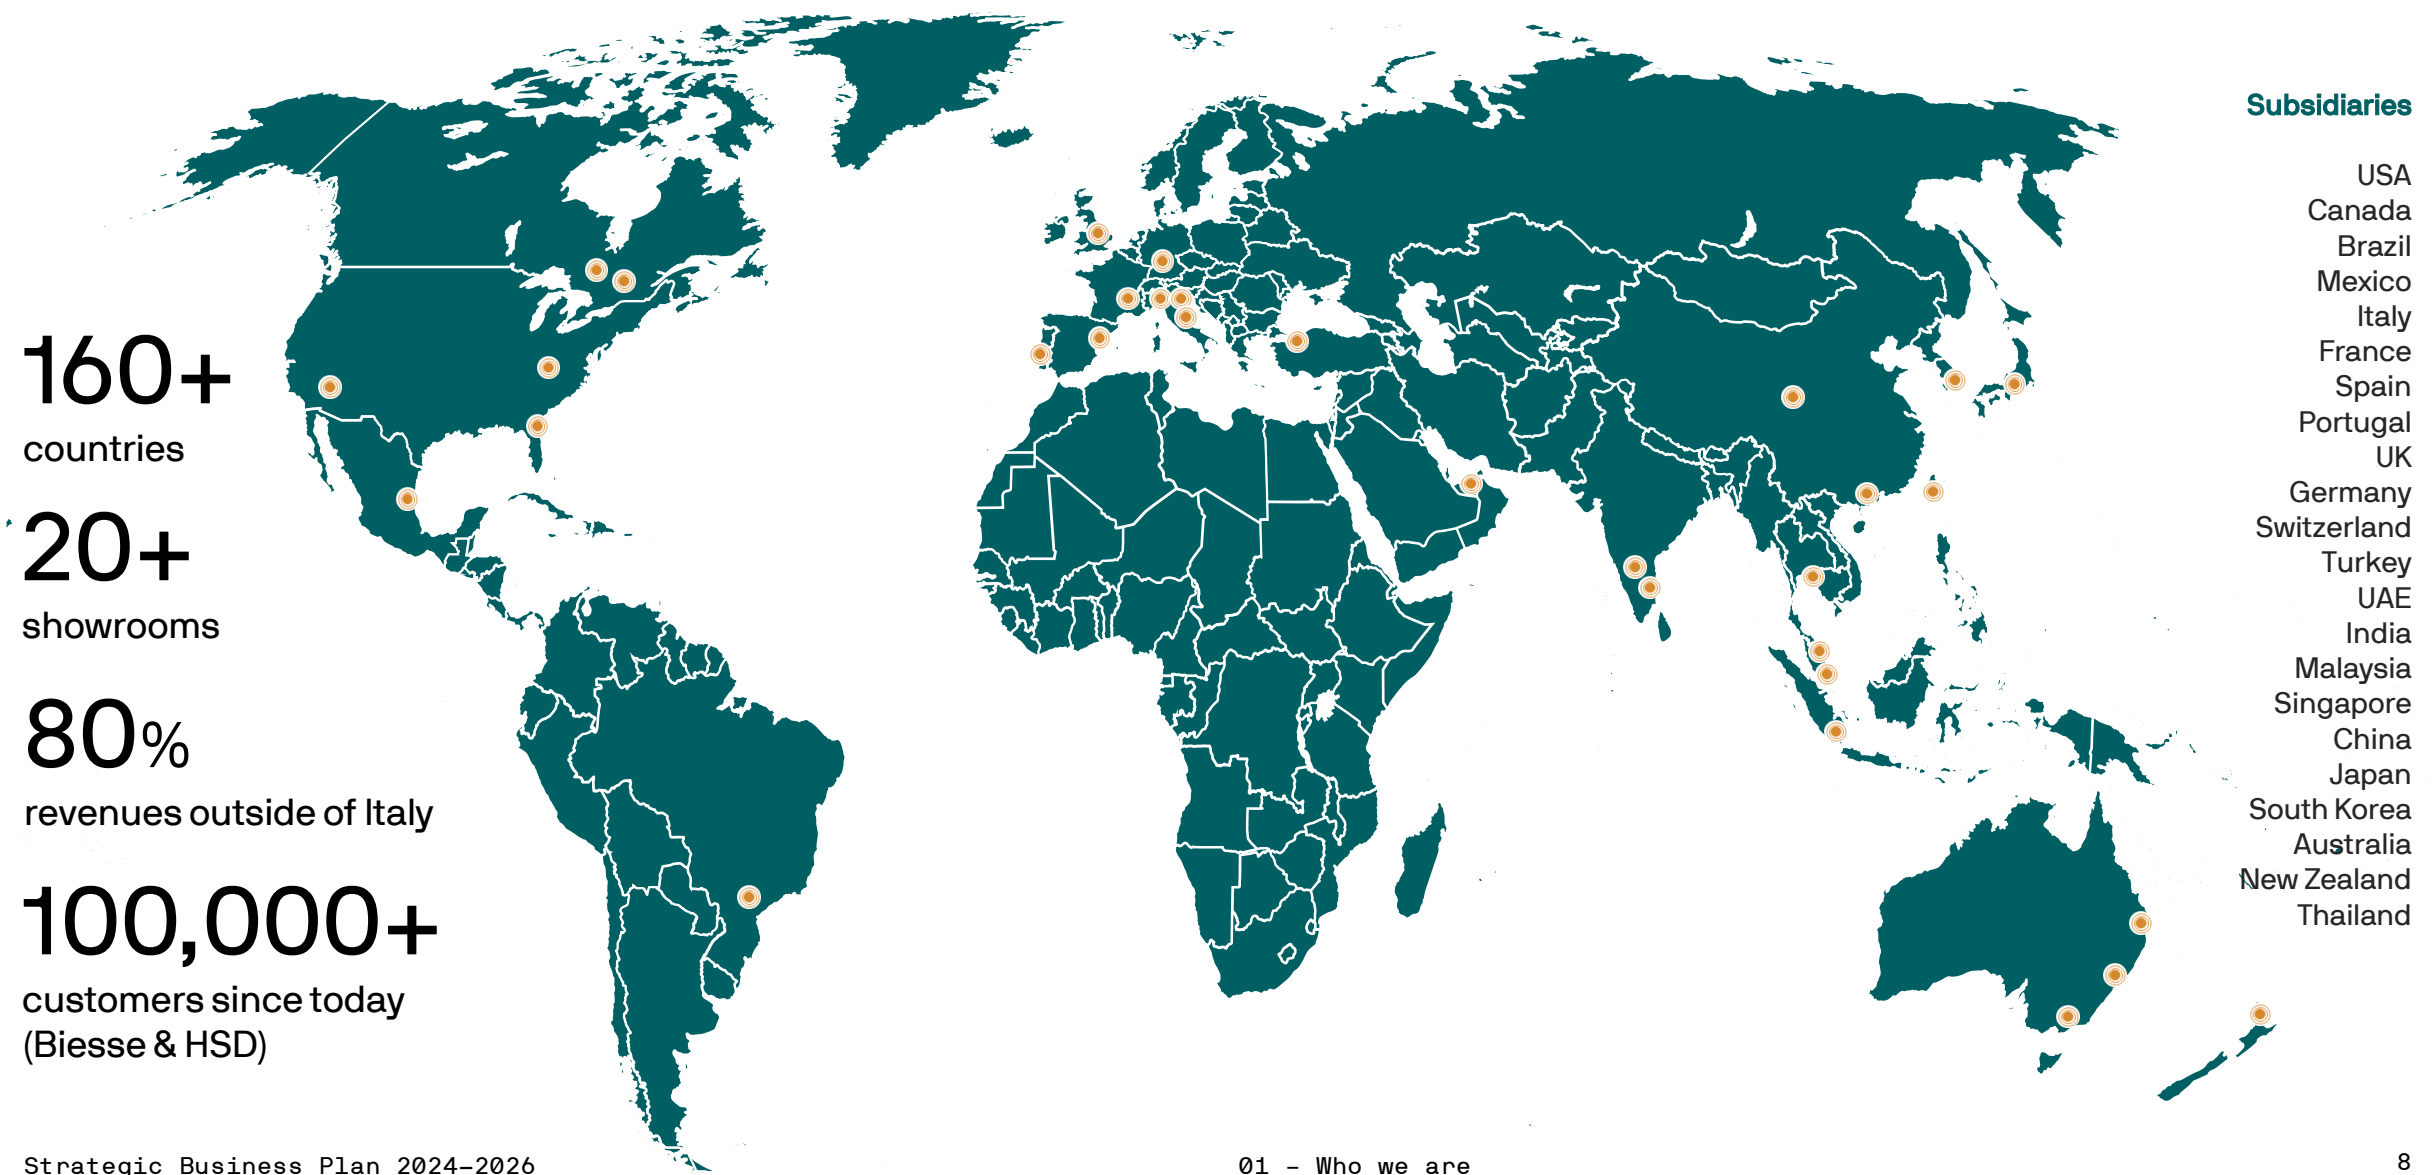 160+
countries
20+
showrooms
80%
revenues outside of Italy
100,000+
customers since today
(Biesse & HSD)
Subsidiaries
USA
Canada
Brazil
Mexico
Italy
France
Spain
Portugal
UK
Germany
Switzerland
Turkey
UAE
India
Malaysia
Singapore
China
Japan
South Korea
Australia
New Zealand
Thailand
Strategic Business Plan 2024–2026
01 – Who we are
8